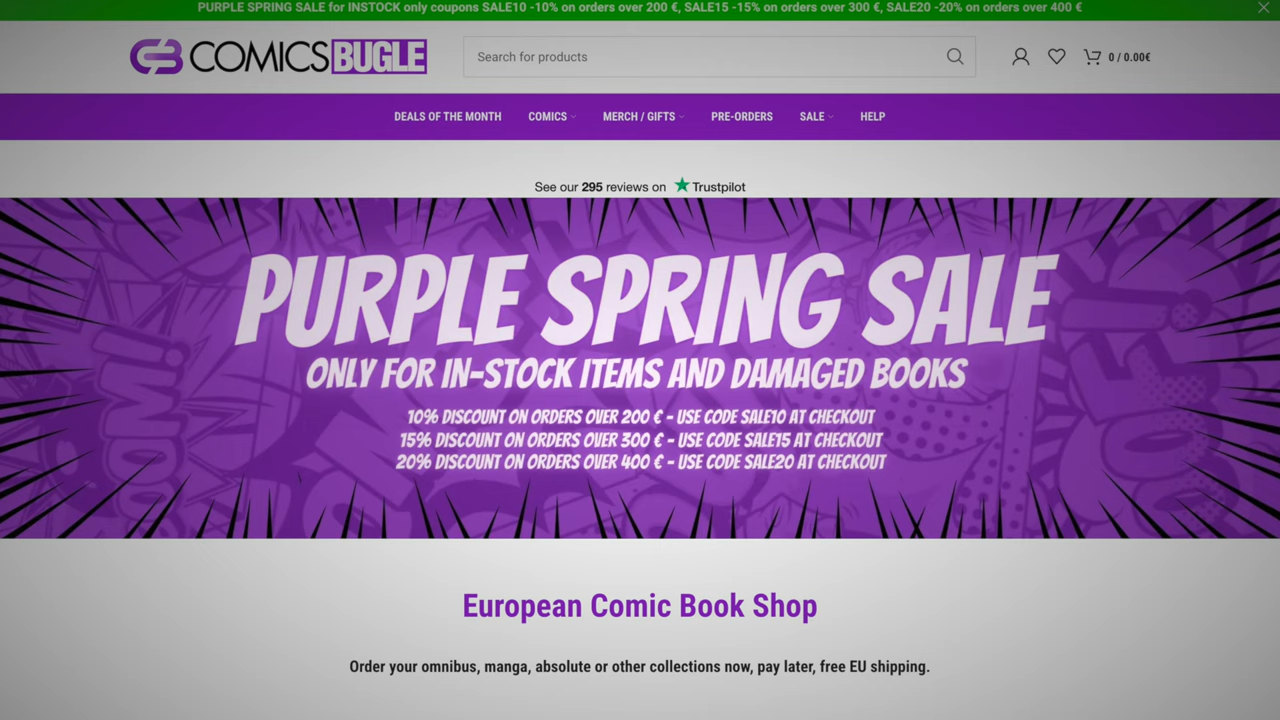 PURPLE SPRING SALE for INSTOCK only coupons SALE10 -10% on orders over 200 €, SALE15 -15% on orders over 300 €, SALE20 -20% on orders over 400 €
COMICSBUGLE
Search for products
0 / 0.00€
DEALS OF THE MONTH COMICS MERCH / GIFTS PRE-ORDERS SALE HELP
See our 295 reviews on Trustpilot
PURPLE SPRING SALE
ONLY FOR IN-STOCK ITEMS AND DAMAGED BOOKS
10% DISCOUNT ON ORDERS OVER 200 € - USE CODE SALE10 AT CHECKOUT
15% DISCOUNT ON ORDERS OVER 300 € - USE CODE SALE15 AT CHECKOUT
20% DISCOUNT ON ORDERS OVER 400 € - USE CODE SALE20 AT CHECKOUT
European Comic Book Shop
Order your omnibus, manga, absolute or other collections now, pay later, free EU shipping.